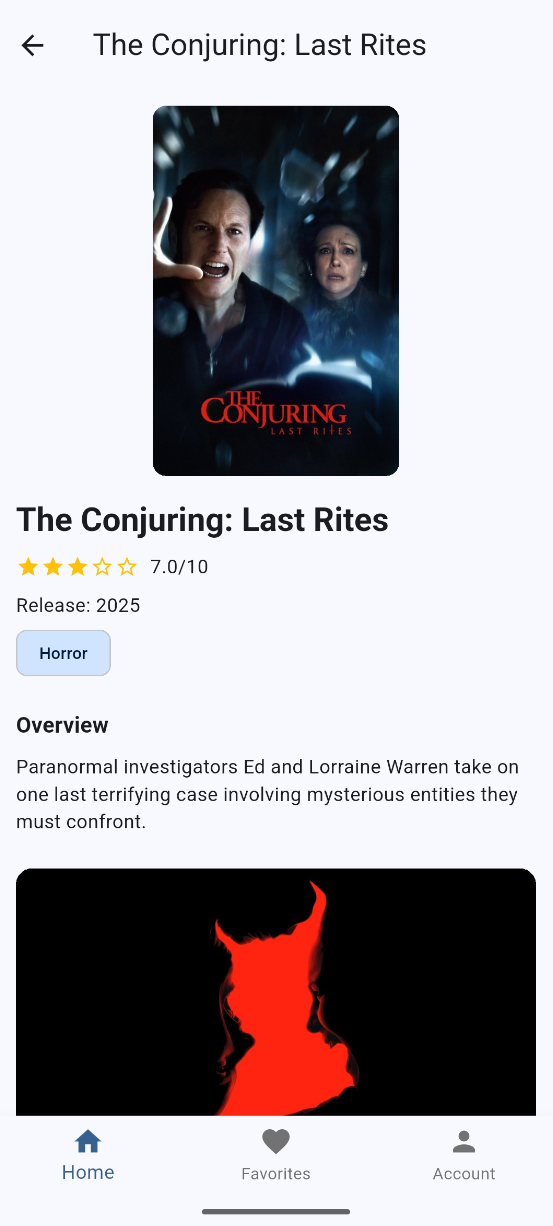 The Conjuring: Last Rites
THE
CONJURING
LAST RITES
The Conjuring: Last Rites
7.0/10
Release: 2025
Horror
Overview
Paranormal investigators Ed and Lorraine Warren take on
one last terrifying case involving mysterious entities they
must confront.
Home
Favorites
Account